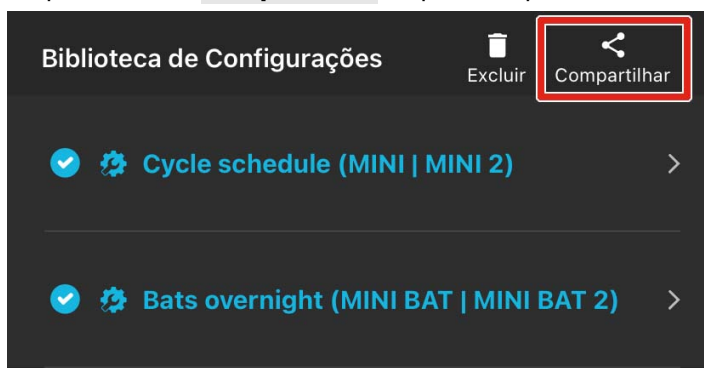 Biblioteca de Configurações
Excluir
Compartilhar
Cycle schedule (MINI | MINI 2)
Bats overnight (MINI BAT | MINI BAT 2)